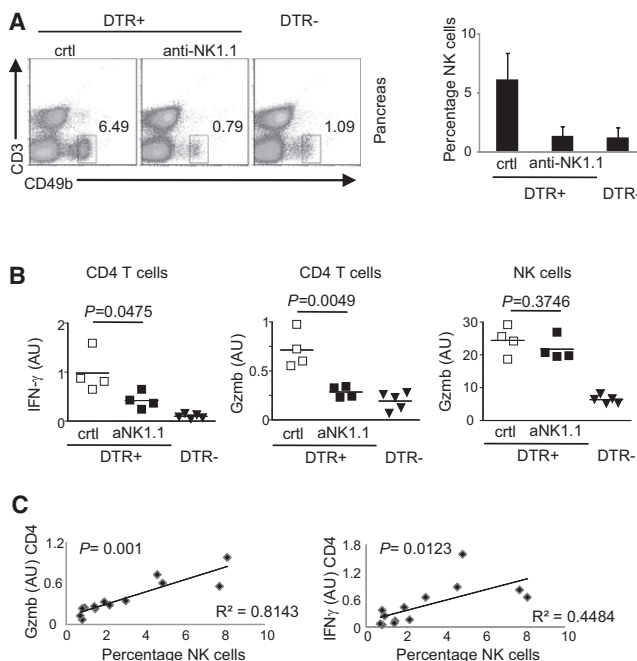 A
DTR+
DTR-
crtl
anti-NK1.1
6.49
0.79
1.09
CD3
CD49b
Pancreas
Percentage NK cells
10
5
0
crtl
anti-NK1.1
DTR+
DTR-
B
CD4 T cells
P=0.0475
IFN-γ (AU)
2
1
0
crtl
aNK1.1
DTR+
DTR-
CD4 T cells
P=0.0049
Gzmb (AU)
1
0.5
0
crtl
aNK1.1
DTR+
DTR-
NK cells
P=0.3746
Gzmb (AU)
30
20
10
0
crtl
aNK1.1
DTR+
DTR-
C
Gzmb (AU) CD4
1.2
0.6
0
P= 0.001
R² = 0.8143
0 2 4 6 8 10
Percentage NK cells
IFNγ (AU) CD4
1.8
1.2
0.6
0
P= 0.0123
R² = 0.4484
0 2 4 6 8 10
Percentage NK cells